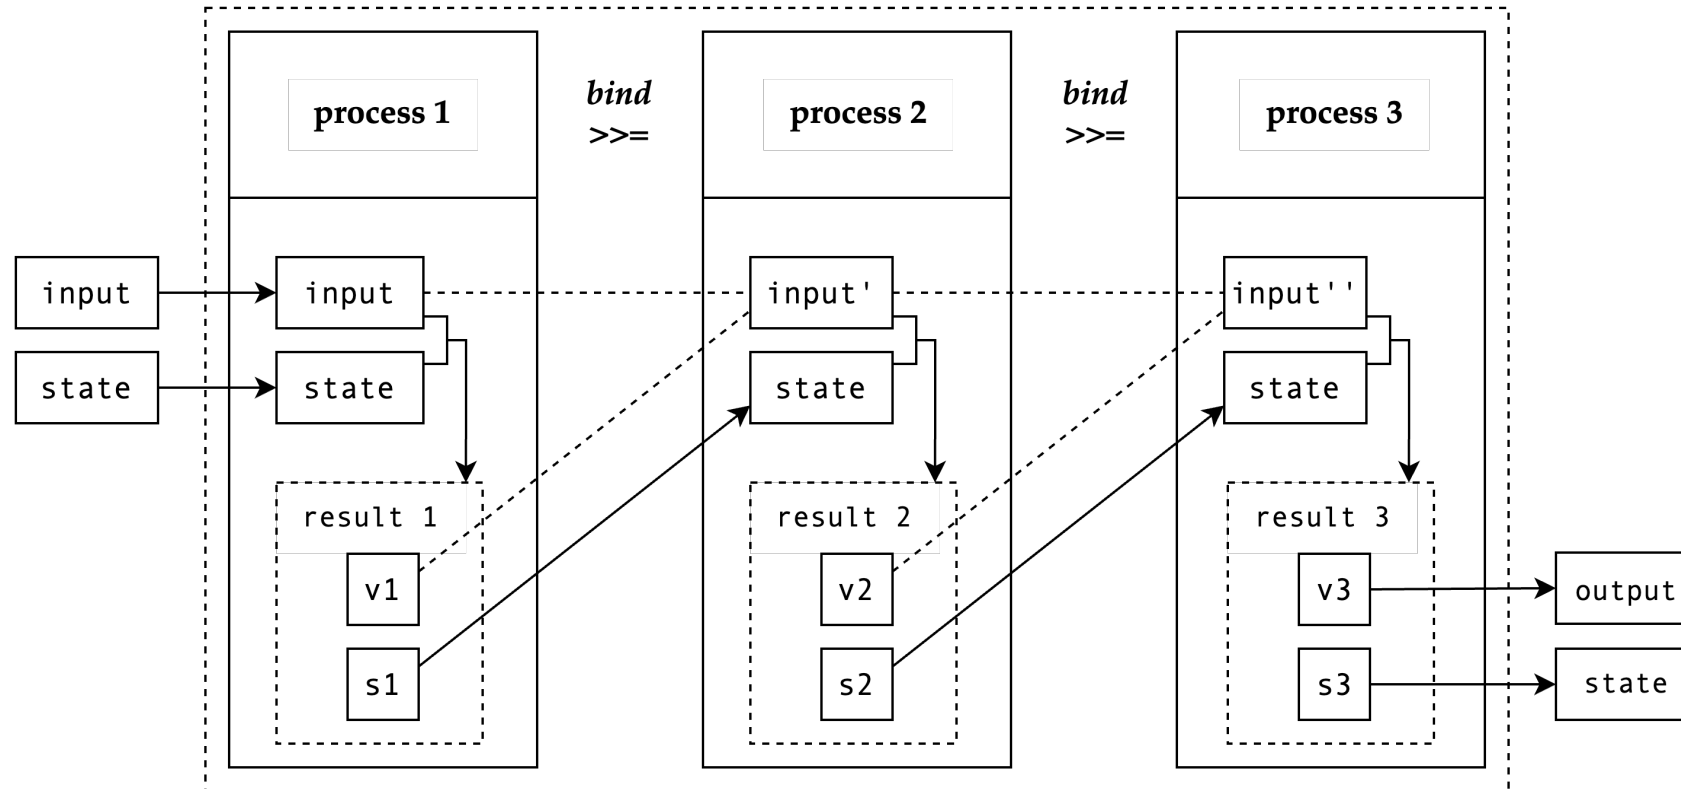 process 1
bind
>>=
process 2
bind
>>=
process 3
input
input
input'
input''
state
state
state
state
result 1
result 2
result 3
v1
v2
v3
output
s1
s2
s3
state